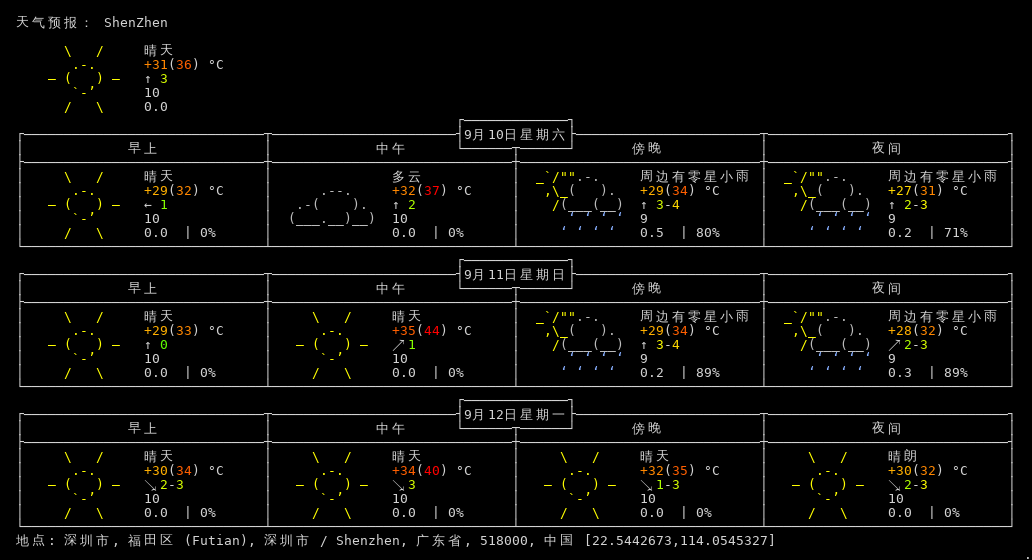 天气预报： ShenZhen
晴天
+31(36) °C
↑ 3
10
0.0
9月10日星期六
早上 中午 傍晚 夜间
晴天 多云 周边有零星小雨 周边有零星小雨
+29(32) °C +32(37) °C +29(34) °C +27(31) °C
← 1 ↑ 2 ↑ 3-4 ↑ 2-3
10 10 9 9
0.0 | 0% 0.0 | 0% 0.5 | 80% 0.2 | 71%
9月11日星期日
早上 中午 傍晚 夜间
晴天 晴天 周边有零星小雨 周边有零星小雨
+29(33) °C +35(44) °C +29(34) °C +28(32) °C
↑ 0 ↗ 1 ↑ 3-4 ↗ 2-3
10 10 9 9
0.0 | 0% 0.0 | 0% 0.2 | 89% 0.3 | 89%
9月12日星期一
早上 中午 傍晚 夜间
晴天 晴天 晴天 晴朗
+30(34) °C +34(40) °C +32(35) °C +30(32) °C
↘ 2-3 ↘ 3 ↘ 1-3 ↘ 2-3
10 10 10 10
0.0 | 0% 0.0 | 0% 0.0 | 0% 0.0 | 0%
地点: 深圳市, 福田区 (Futian), 深圳市 / Shenzhen, 广东省, 518000, 中国 [22.5442673,114.0545327]